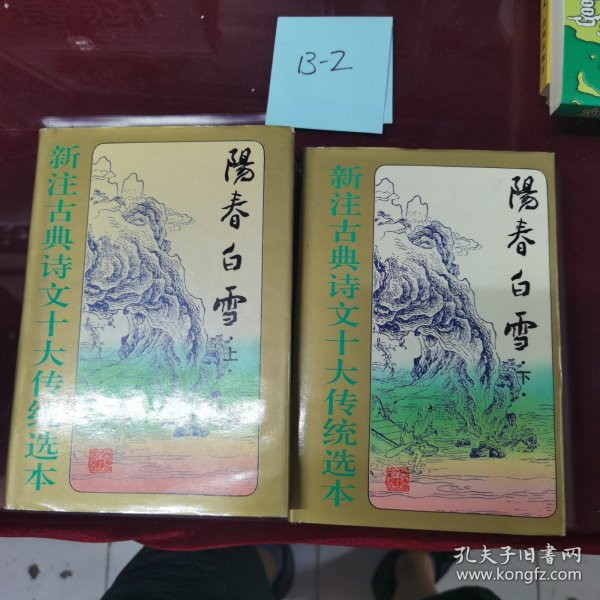 B-2
新注古典诗文十大传统选本
陽春白雪
·上·
新注古典诗文十大传统选本
陽春白雪
·下·
孔夫子旧书网
www.kongfz.com